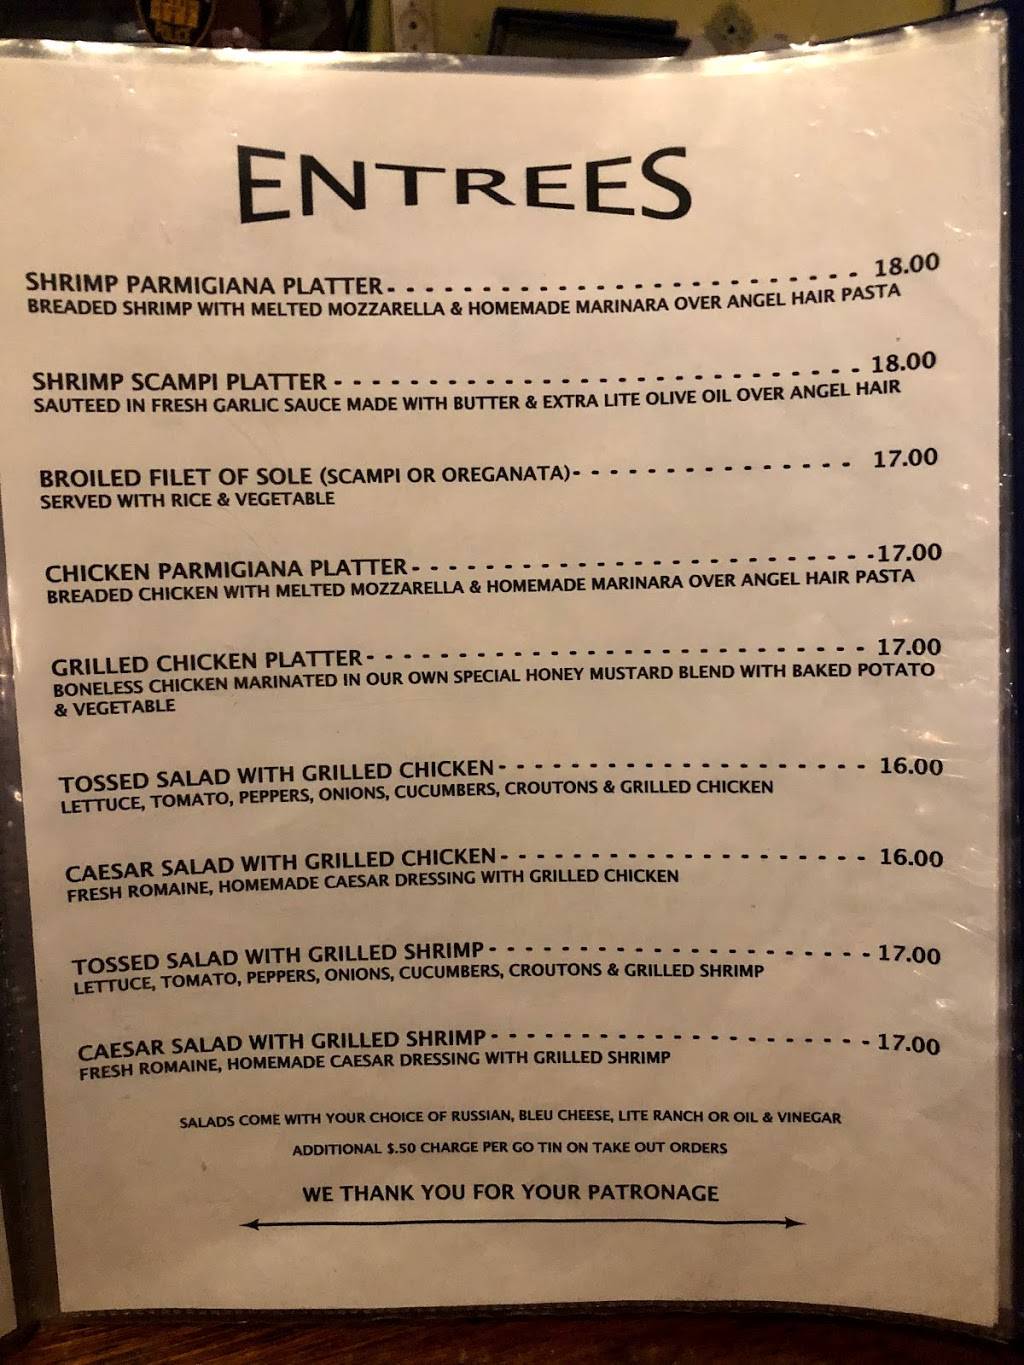 POLICE
ENTREES
SHRIMP PARMIGIANA PLATTER - - - - - - - - - - - - - - - - - - - - - - - - - - 18.00
BREADED SHRIMP WITH MELTED MOZZARELLA & HOMEMADE MARINARA OVER ANGEL HAIR PASTA
SHRIMP SCAMPI PLATTER - - - - - - - - - - - - - - - - - - - - - - - - - - - - - 18.00
SAUTEED IN FRESH GARLIC SAUCE MADE WITH BUTTER & EXTRA LITE OLIVE OIL OVER ANGEL HAIR
BROILED FILET OF SOLE (SCAMPI OR OREGANATA) - - - - - - - - - - - - - - - - 17.00
SERVED WITH RICE & VEGETABLE
CHICKEN PARMIGIANA PLATTER - - - - - - - - - - - - - - - - - - - - - - - - - -17.00
BREADED CHICKEN WITH MELTED MOZZARELLA & HOMEMADE MARINARA OVER ANGEL HAIR PASTA
GRILLED CHICKEN PLATTER - - - - - - - - - - - - - - - - - - - - - - - - - - - - 17.00
BONELESS CHICKEN MARINATED IN OUR OWN SPECIAL HONEY MUSTARD BLEND WITH BAKED POTATO
& VEGETABLE
TOSSED SALAD WITH GRILLED CHICKEN - - - - - - - - - - - - - - - - - - - - 16.00
LETTUCE, TOMATO, PEPPERS, ONIONS, CUCUMBERS, CROUTONS & GRILLED CHICKEN
CAESAR SALAD WITH GRILLED CHICKEN - - - - - - - - - - - - - - - - - - - - 16.00
FRESH ROMAINE, HOMEMADE CAESAR DRESSING WITH GRILLED CHICKEN
TOSSED SALAD WITH GRILLED SHRIMP - - - - - - - - - - - - - - - - - - - - - 17.00
LETTUCE, TOMATO, PEPPERS, ONIONS, CUCUMBERS, CROUTONS & GRILLED SHRIMP
CAESAR SALAD WITH GRILLED SHRIMP - - - - - - - - - - - - - - - - - - - - - 17.00
FRESH ROMAINE, HOMEMADE CAESAR DRESSING WITH GRILLED SHRIMP
SALADS COME WITH YOUR CHOICE OF RUSSIAN, BLEU CHEESE, LITE RANCH OR OIL & VINEGAR
ADDITIONAL $.50 CHARGE PER GO TIN ON TAKE OUT ORDERS
WE THANK YOU FOR YOUR PATRONAGE